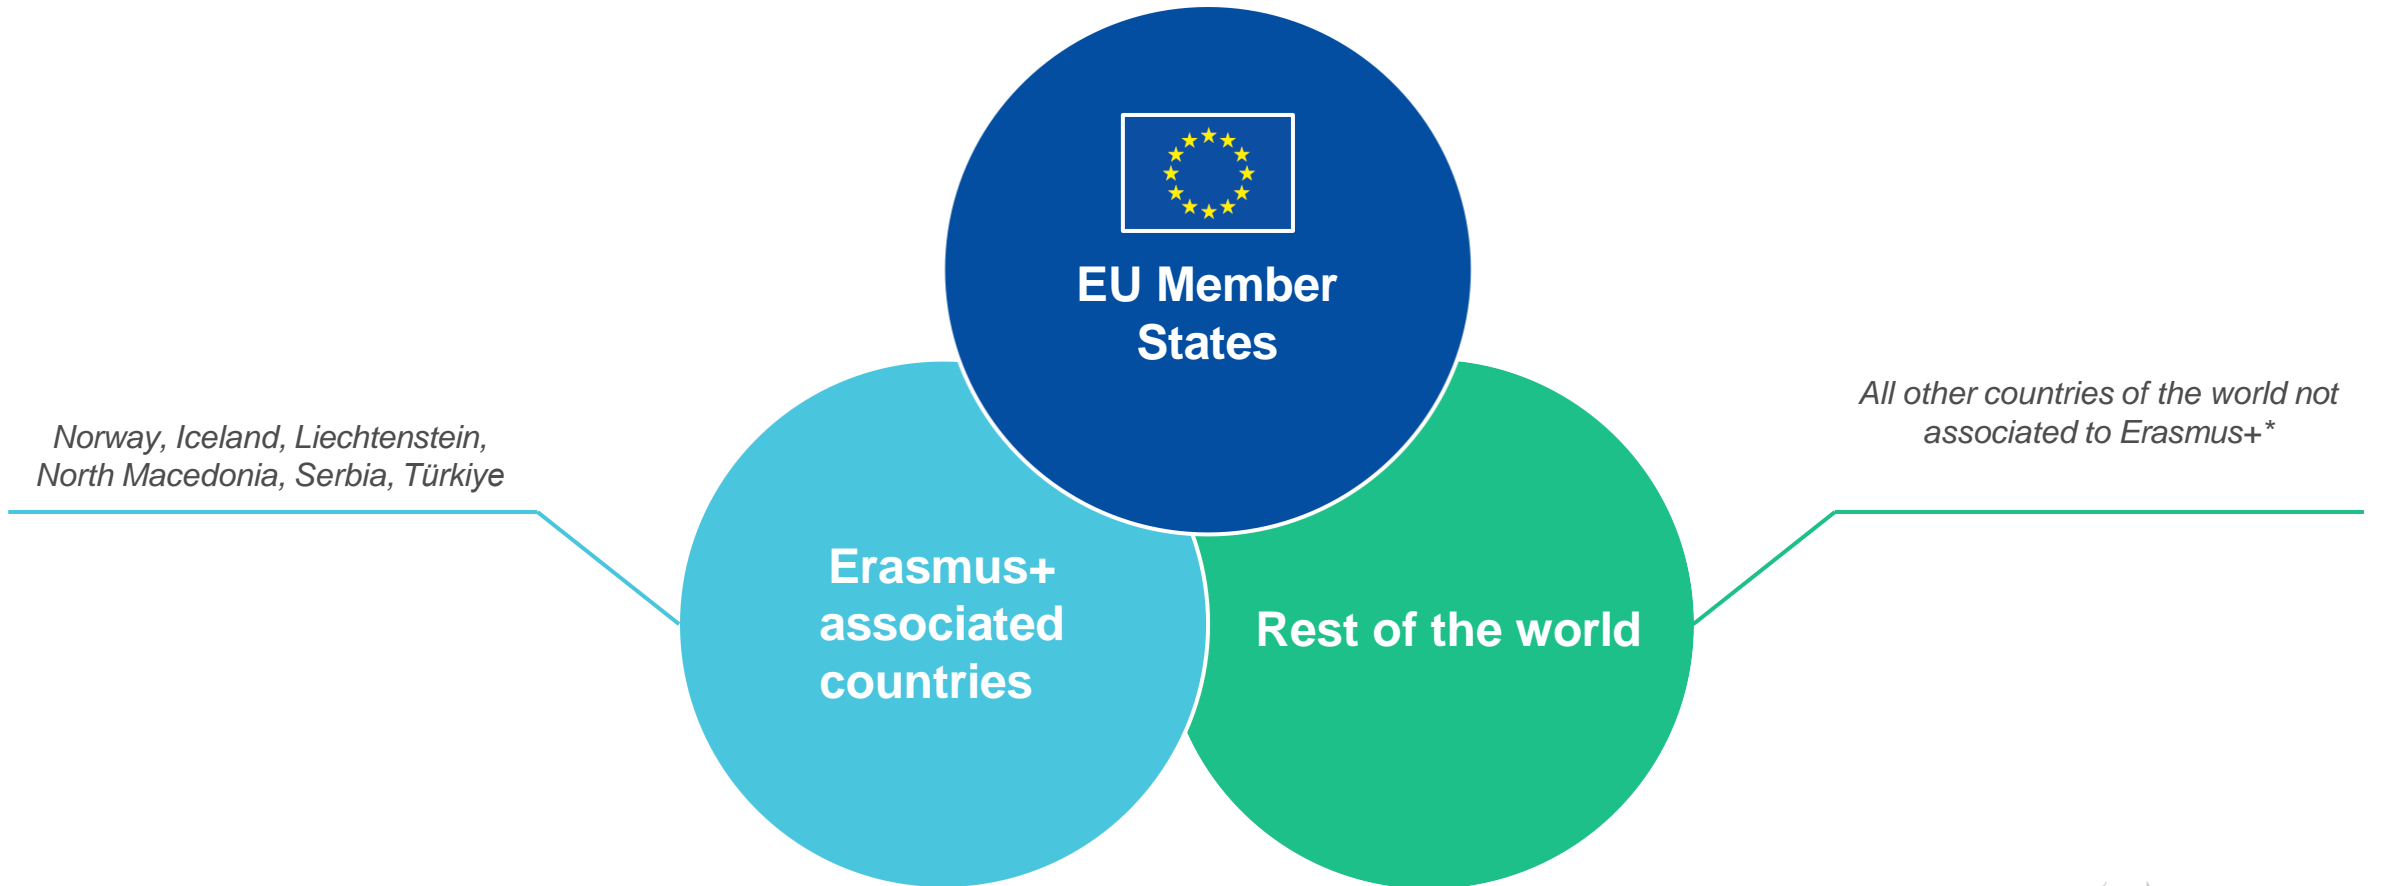 EU Member
States
Norway, Iceland, Liechtenstein,
North Macedonia, Serbia, Türkiye
All other countries of the world not
associated to Erasmus+*
Erasmus+
associated
countries
Rest of the world